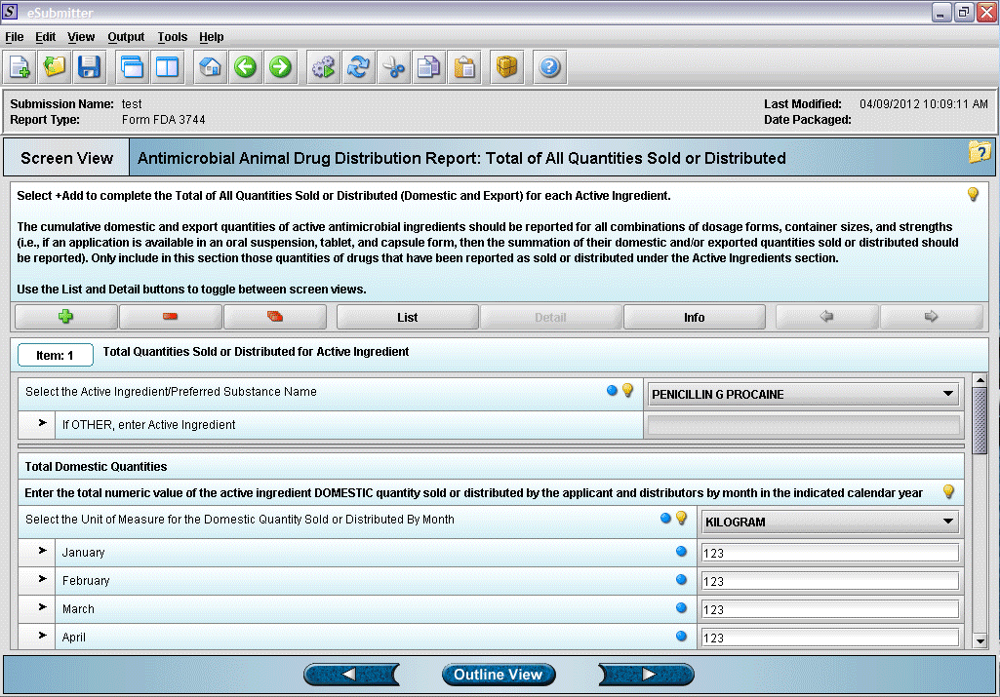 S eSubmitter
File Edit View Output Tools Help
Submission Name: test Last Modified: 04/09/2012 10:09:11 AM
Report Type: Form FDA 3744 Date Packaged:
Screen View Antimicrobial Animal Drug Distribution Report: Total of All Quantities Sold or Distributed
Select +Add to complete the Total of All Quantities Sold or Distributed (Domestic and Export) for each Active Ingredient.
The cumulative domestic and export quantities of active antimicrobial ingredients should be reported for all combinations of dosage forms, container sizes, and strengths
(i.e., if an application is available in an oral suspension, tablet, and capsule form, then the summation of their domestic and/or exported quantities sold or distributed should
be reported). Only include in this section those quantities of drugs that have been reported as sold or distributed under the Active Ingredients section.
Use the List and Detail buttons to toggle between screen views.
List Detail Info
Item: 1 Total Quantities Sold or Distributed for Active Ingredient
Select the Active Ingredient/Preferred Substance Name PENICILLIN G PROCAINE
If OTHER, enter Active Ingredient
Total Domestic Quantities
Enter the total numeric value of the active ingredient DOMESTIC quantity sold or distributed by the applicant and distributors by month in the indicated calendar year
Select the Unit of Measure for the Domestic Quantity Sold or Distributed By Month KILOGRAM
January 123
February 123
March 123
April 123
Outline View